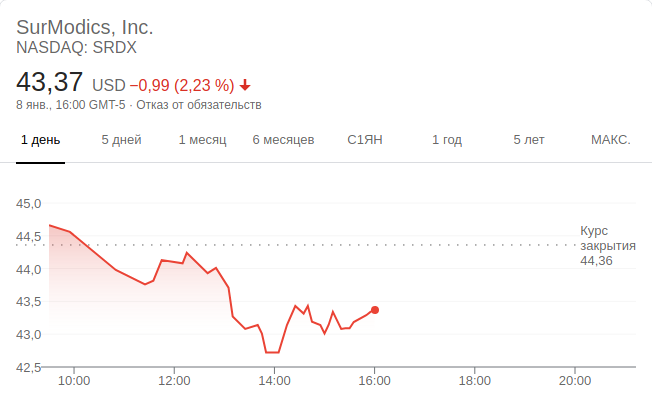 SurModics, Inc.
NASDAQ: SRDX
43,37 USD −0,99 (2,23 %)
8 янв., 16:00 GMT-5 · Отказ от обязательств
1 день 5 дней 1 месяц 6 месяцев С1ЯН 1 год 5 лет МАКС.
45,0
44,5
44,0
43,5
43,0
42,5
Курс
закрытия
44,36
10:00 12:00 14:00 16:00 18:00 20:00